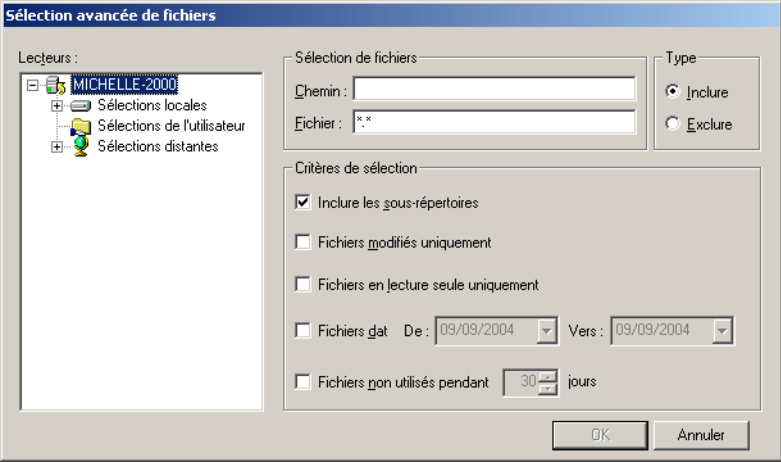 Sélection avancée de fichiers
Lecteurs :
MICHELLE-2000
Sélections locales
Sélections de l'utilisateur
Sélections distantes
Sélection de fichiers
Chemin :
Fichier : *.*
Type
Inclure
Exclure
Critères de sélection
Inclure les sous-répertoires
Fichiers modifiés uniquement
Fichiers en lecture seule uniquement
Fichiers dat De : 09/09/2004 Vers : 09/09/2004
Fichiers non utilisés pendant 30 jours
OK Annuler